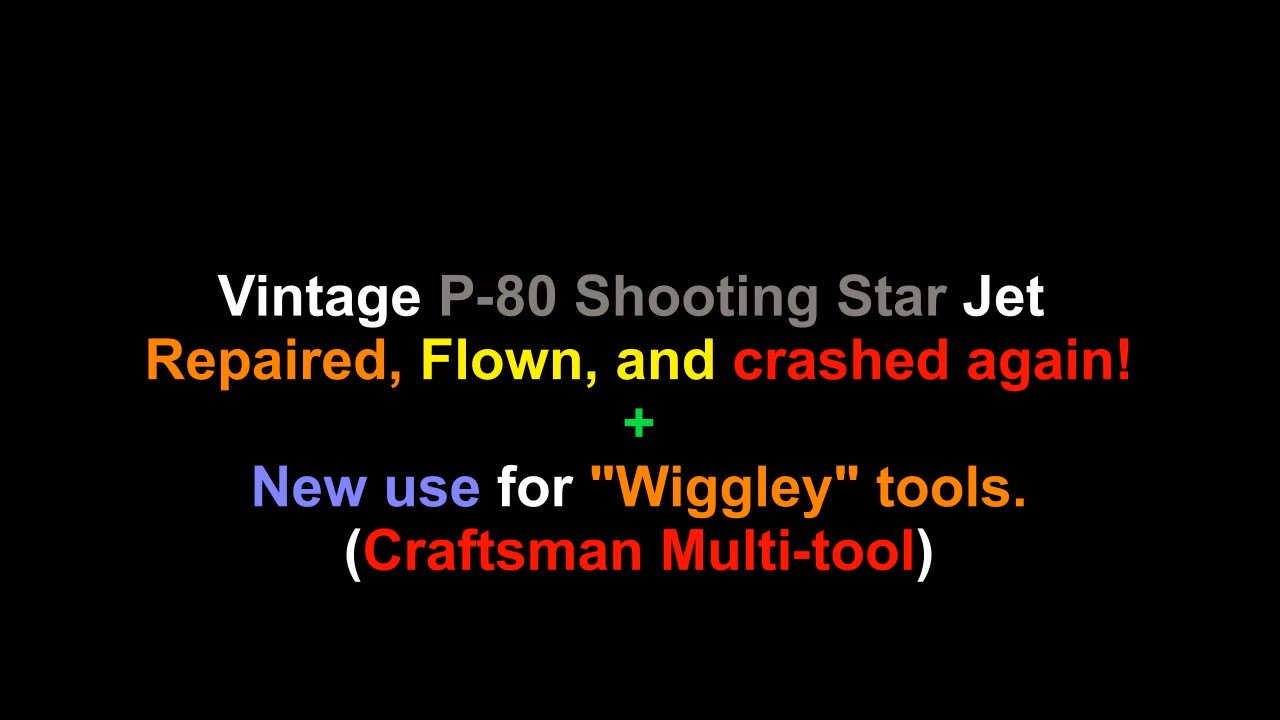 Vintage P-80 Shooting Star Jet
Repaired, Flown, and crashed again!
+
New use for "Wiggley" tools.
(Craftsman Multi-tool)